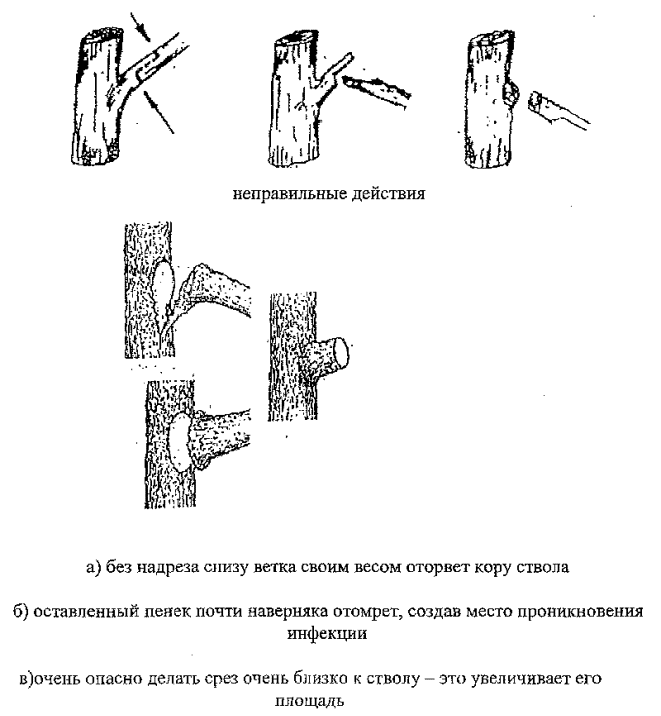 неправильные действия
а) без надреза снизу ветка своим весом оторвет кору ствола
б) оставленный пенек почти наверняка отомрет, создав место проникновения
инфекции
в)очень опасно делать срез очень близко к стволу – это увеличивает его
площадь